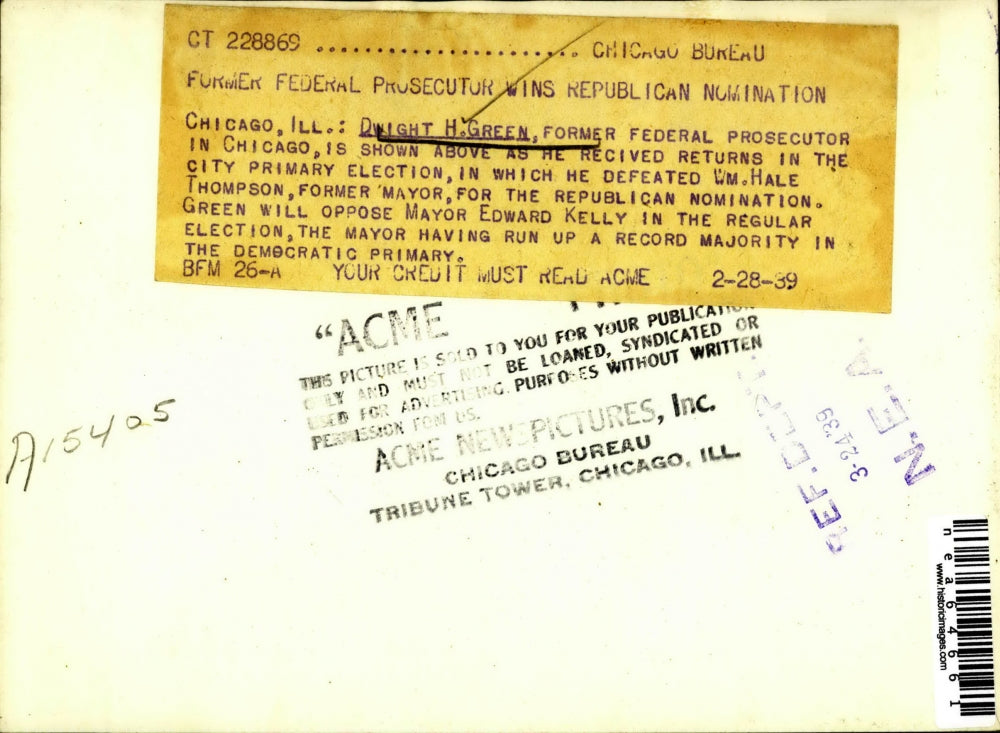 CT 228869 ........................ CHICAGO BUREAU
FORMER FEDERAL PROSECUTOR WINS REPUBLICAN NOMINATION
CHICAGO, ILL.: DWIGHT H. GREEN, FORMER FEDERAL PROSECUTOR
IN CHICAGO, IS SHOWN ABOVE AS HE RECIVED RETURNS IN THE
CITY PRIMARY ELECTION, IN WHICH HE DEFEATED WM. HALE
THOMPSON, FORMER MAYOR, FOR THE REPUBLICAN NOMINATION.
GREEN WILL OPPOSE MAYOR EDWARD KELLY IN THE REGULAR
ELECTION, THE MAYOR HAVING RUN UP A RECORD MAJORITY IN
THE DEMOCRATIC PRIMARY.
BFM 26-A YOUR CREDIT MUST READ ACME 2-28-39
"ACME
THIS PICTURE IS SOLD TO YOU FOR YOUR PUBLICATION
ONLY AND MUST NOT BE LOANED, SYNDICATED OR
USED FOR ADVERTISING PURPOSES WITHOUT WRITTEN
PERMISSION FROM US.
ACME NEWSPICTURES, Inc.
CHICAGO BUREAU
TRIBUNE TOWER, CHICAGO, ILL.
A15405
REF. DEPT.
3-24-39
N. E. A.
nea64661
www.historicimages.com